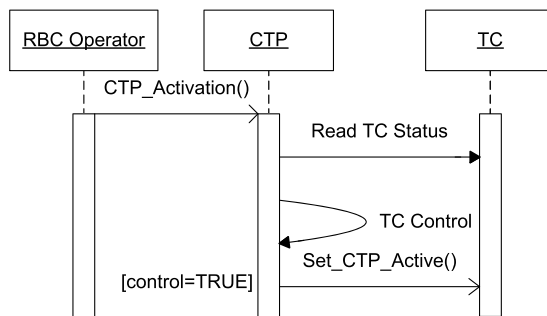 RBC Operator
CTP
TC
CTP_Activation()
Read TC Status
TC Control
Set_CTP_Active()
[control=TRUE]